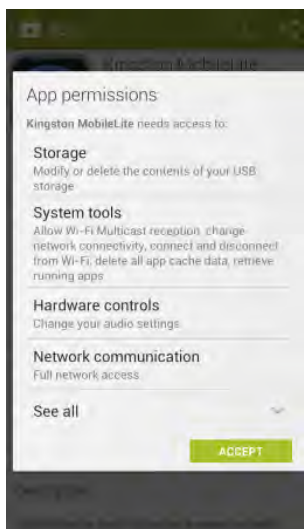 Kingston MobileLite
App permissions
Kingston MobileLite needs access to:
Storage
Modify or delete the contents of your USB
storage
System tools
Allow Wi-Fi Multicast reception, change
network connectivity, connect and disconnect
from Wi-Fi, delete all app cache data, retrieve
running apps
Hardware controls
Change your audio settings
Network communication
Full network access
See all
ACCEPT